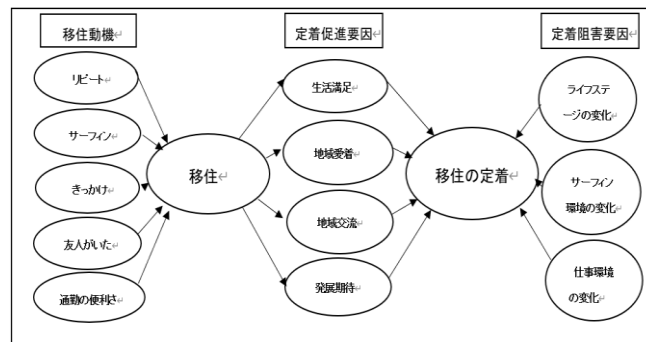 移住動機
リピート
サーフィン
きっかけ
友人がいた
通勤の便利さ
移住
定着促進要因
生活満足
地域愛着
地域交流
発展期待
移住の定着
定着阻害要因
ライフステ
ージの変化
サーフィン
環境の変化
仕事環境
の変化